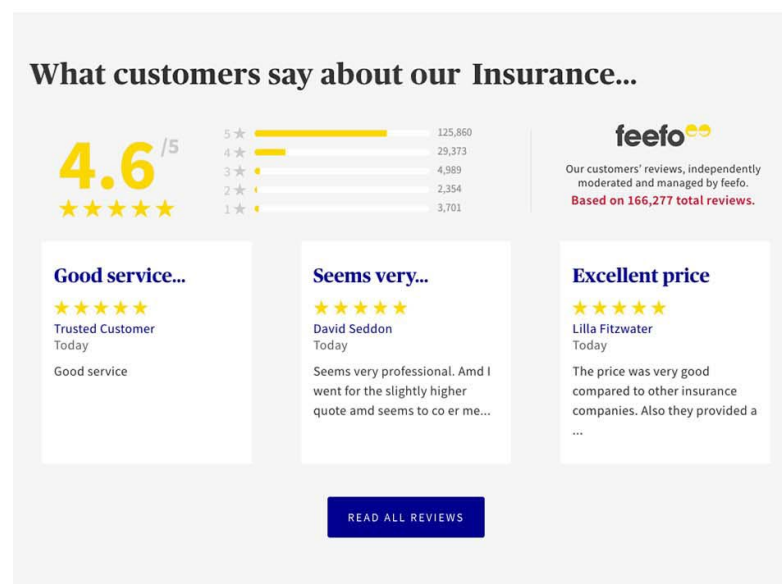 What customers say about our Insurance...
4.6 /5
5 ★ 125,860
4 ★ 29,373
3 ★ 4,989
2 ★ 2,354
1 ★ 3,701
feefo
Our customers' reviews, independently
moderated and managed by feefo.
Based on 166,277 total reviews.
Good service...
Trusted Customer
Today
Good service
Seems very...
David Seddon
Today
Seems very professional. Amd I
went for the slightly higher
quote amd seems to co er me...
Excellent price
Lilla Fitzwater
Today
The price was very good
compared to other insurance
companies. Also they provided a
...
READ ALL REVIEWS